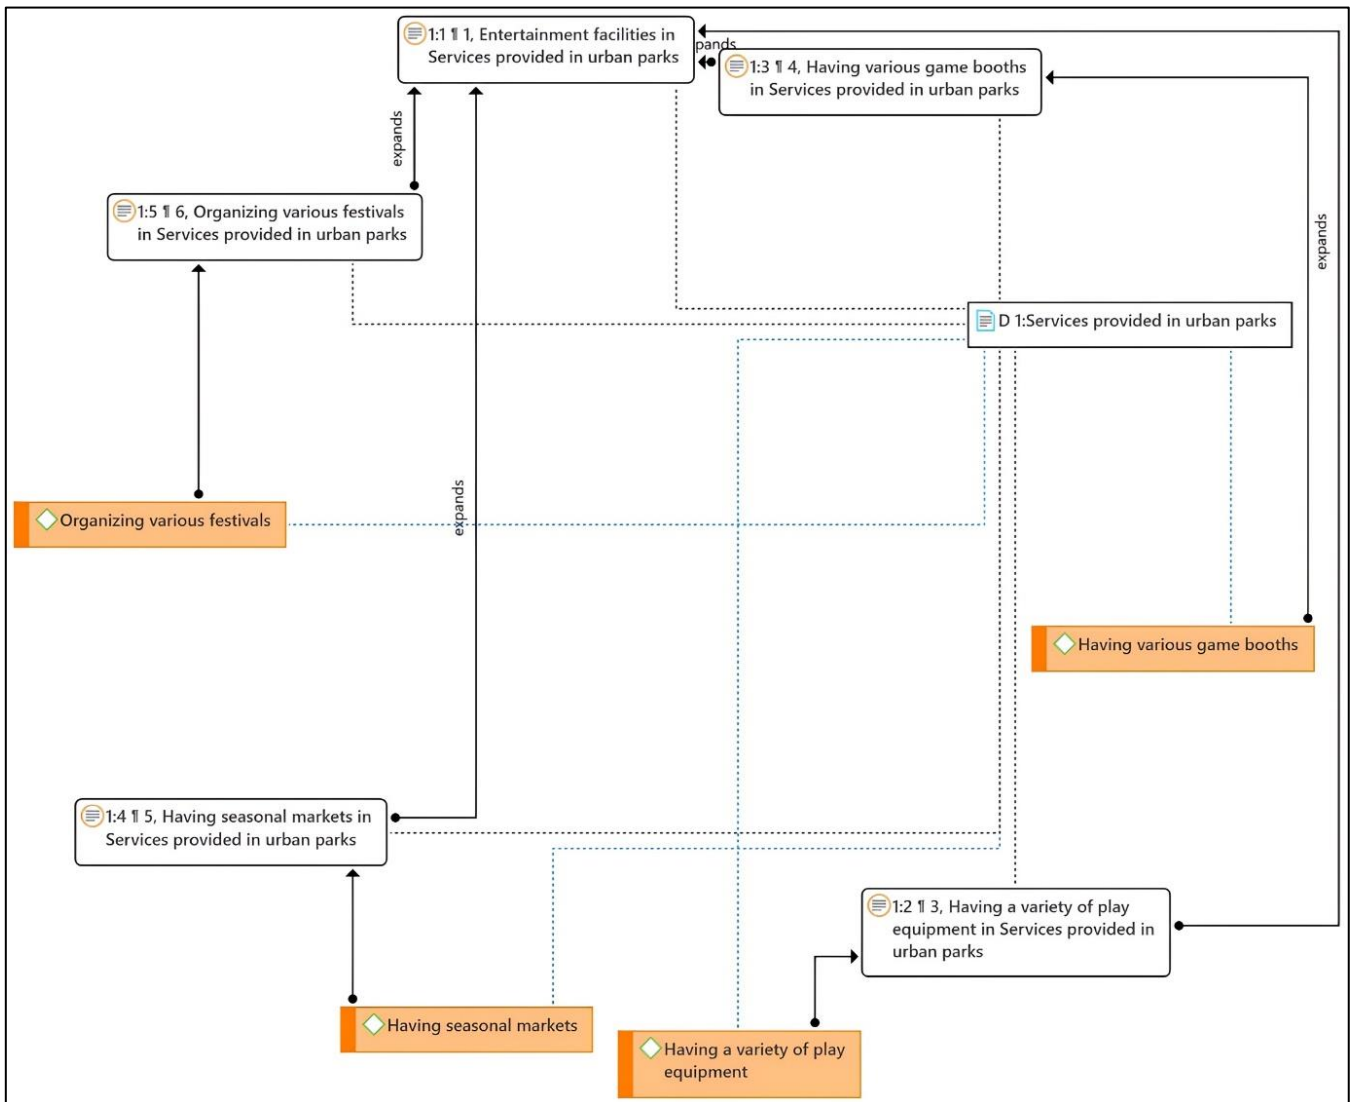 1:1 ¶ 1, Entertainment facilities in
Services provided in urban parks
pands
1:3 ¶ 4, Having various game booths
in Services provided in urban parks
expands
1:5 ¶ 6, Organizing various festivals
in Services provided in urban parks
expands
D 1:Services provided in urban parks
expands
Organizing various festivals
Having various game booths
1:4 ¶ 5, Having seasonal markets in
Services provided in urban parks
1:2 ¶ 3, Having a variety of play
equipment in Services provided in
urban parks
Having seasonal markets
Having a variety of play
equipment